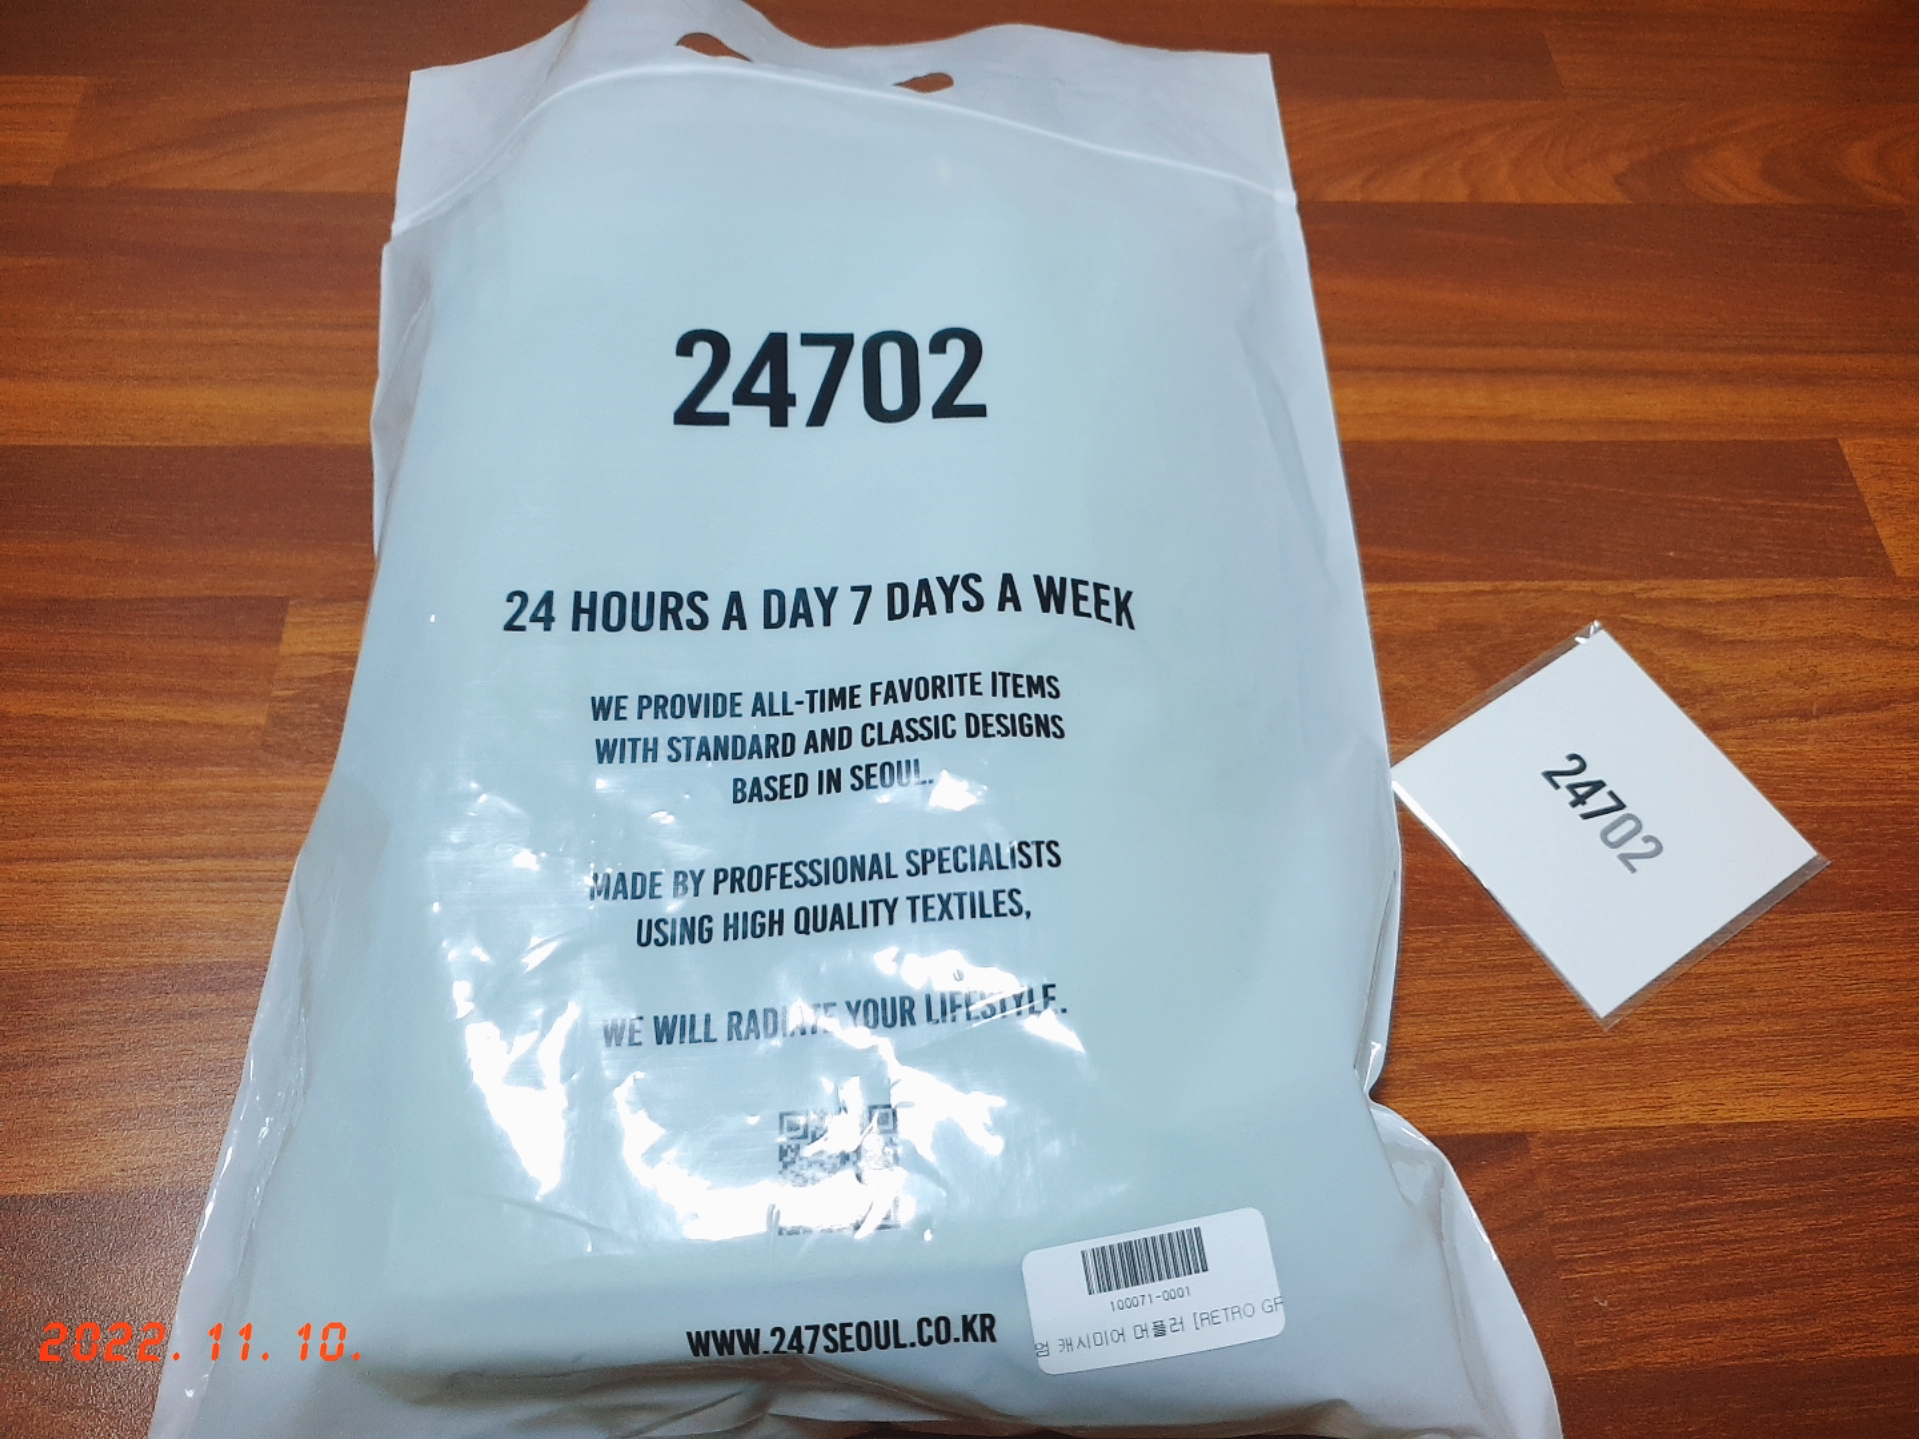 24702
24 HOURS A DAY 7 DAYS A WEEK
WE PROVIDE ALL-TIME FAVORITE ITEMS
WITH STANDARD AND CLASSIC DESIGNS
BASED IN SEOUL.
MADE BY PROFESSIONAL SPECIALISTS
USING HIGH QUALITY TEXTILES,
WE WILL RADIATE YOUR LIFESTYLE.
WWW.247SEOUL.CO.KR
100071-0001
엄 캐시미어 머플러 [RETRO GR
24702
2022.11.10.